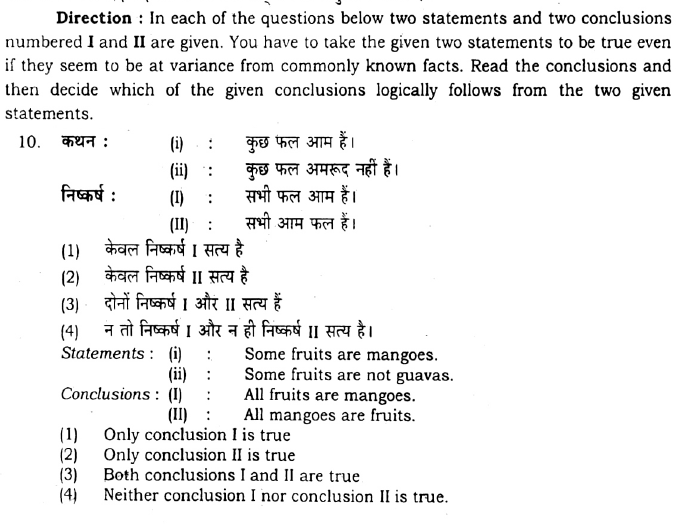 Direction : In each of the questions below two statements and two conclusions
numbered I and II are given. You have to take the given two statements to be true even
if they seem to be at variance from commonly known facts. Read the conclusions and
then decide which of the given conclusions logically follows from the two given
statements.
10. कथन : (i) : कुछ फल आम हैं।
(ii) : कुछ फल अमरूद नहीं हैं।
निष्कर्ष : (I) : सभी फल आम हैं।
(II) : सभी आम फल हैं।
(1) केवल निष्कर्ष I सत्य है
(2) केवल निष्कर्ष II सत्य है
(3) दोनों निष्कर्ष I और II सत्य हैं
(4) न तो निष्कर्ष I और न ही निष्कर्ष II सत्य है।
Statements : (i) : Some fruits are mangoes.
(ii) : Some fruits are not guavas.
Conclusions : (I) : All fruits are mangoes.
(II) : All mangoes are fruits.
(1) Only conclusion I is true
(2) Only conclusion II is true
(3) Both conclusions I and II are true
(4) Neither conclusion I nor conclusion II is true.